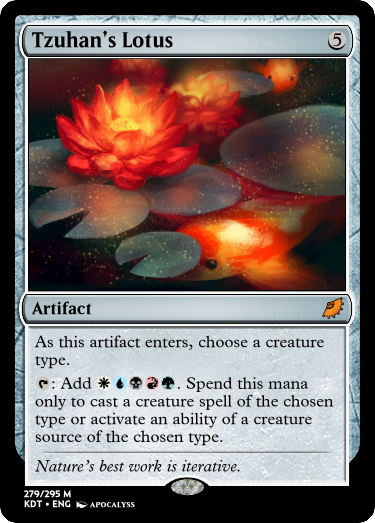 Tzuhan's Lotus 5
Artifact
As this artifact enters, choose a creature
type.
: Add . Spend this mana
only to cast a creature spell of the chosen
type or activate an ability of a creature
source of the chosen type.
Nature's best work is iterative.
279/295 M
KDT • ENG APOCALYPSC